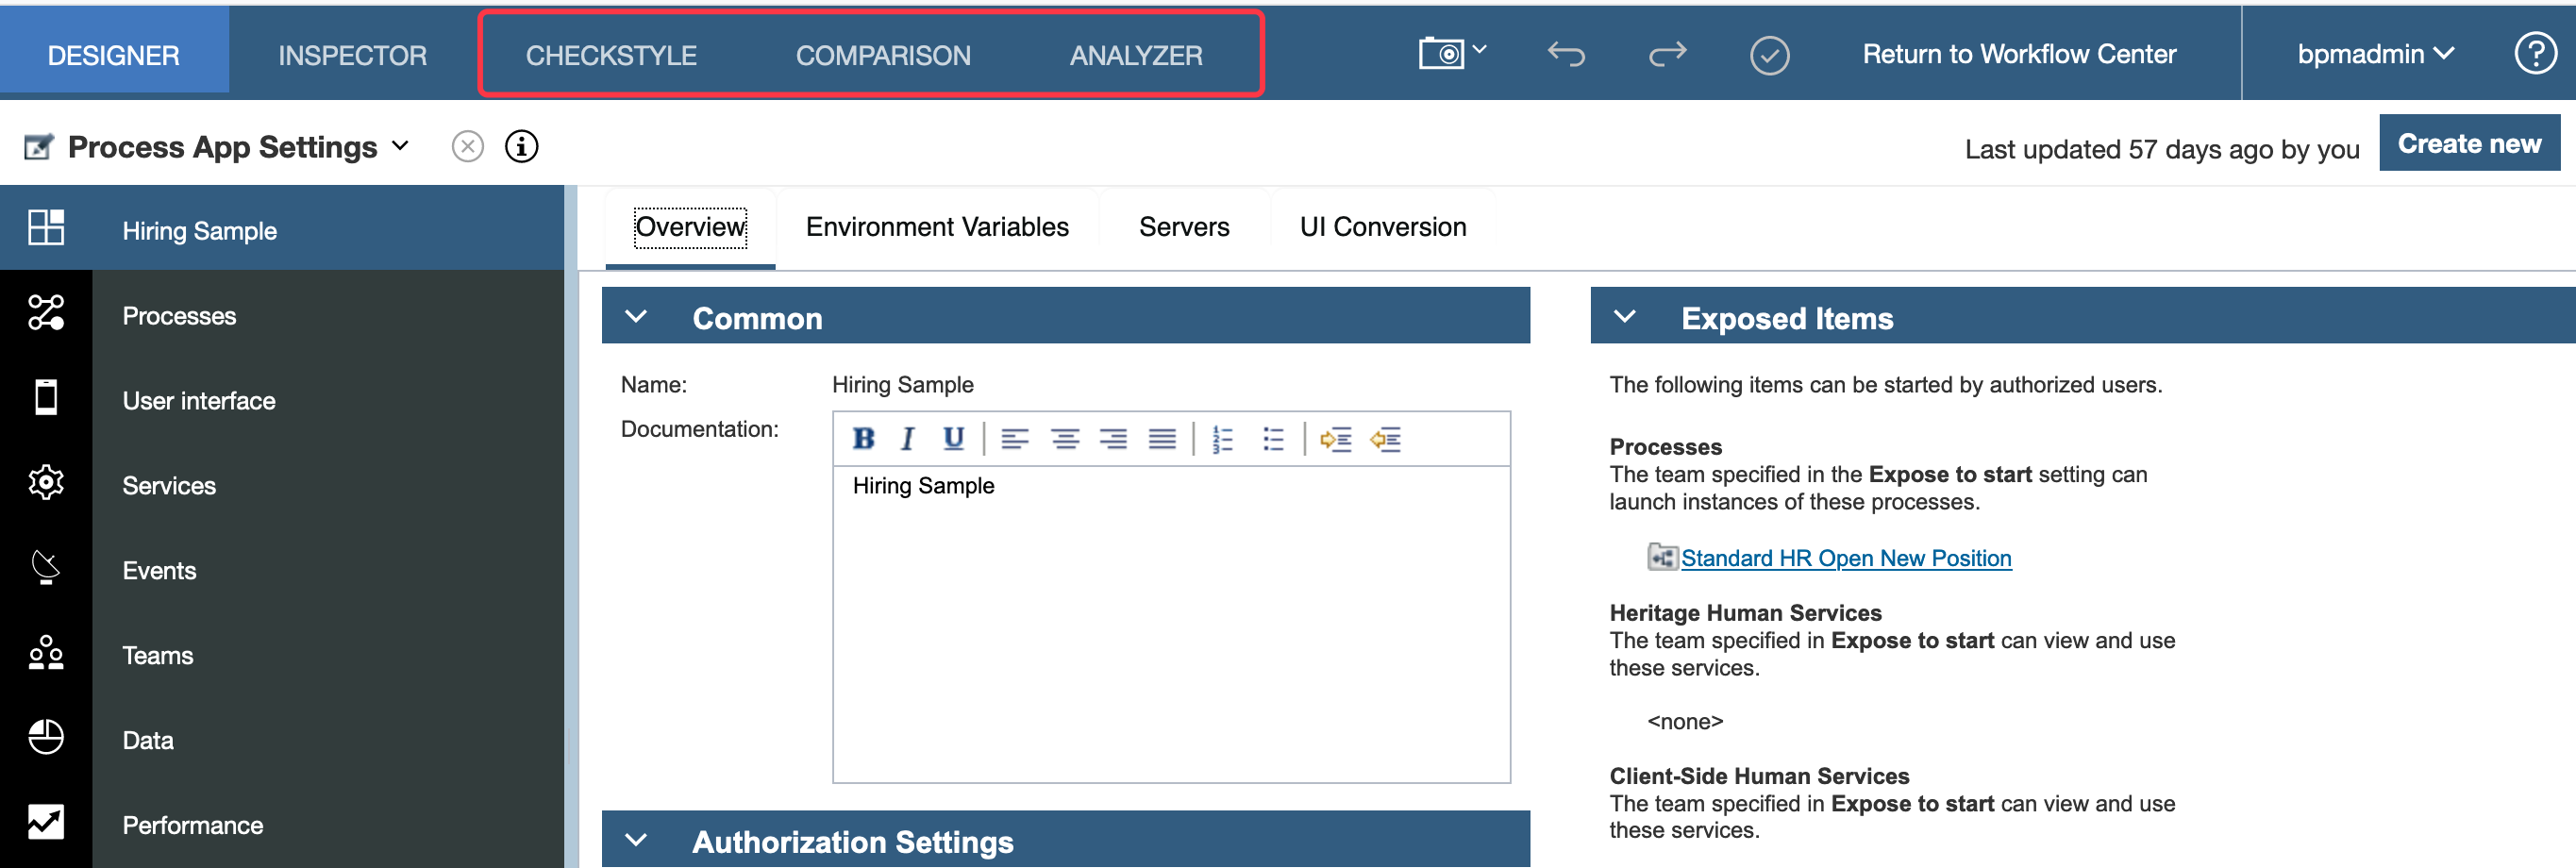 DESIGNER INSPECTOR CHECKSTYLE COMPARISON ANALYZER Return to Workflow Center bpmadmin ?
Process App Settings Last updated 57 days ago by you Create new
Hiring Sample
Processes
User interface
Services
Events
Teams
Data
Performance
Overview Environment Variables Servers UI Conversion
Common
Name: Hiring Sample
Documentation:
B I U
Hiring Sample
Authorization Settings
Exposed Items
The following items can be started by authorized users.
Processes
The team specified in the Expose to start setting can
launch instances of these processes.
Standard HR Open New Position
Heritage Human Services
The team specified in Expose to start can view and use
these services.
<none>
Client-Side Human Services
The team specified in Expose to start can view and use
these services.